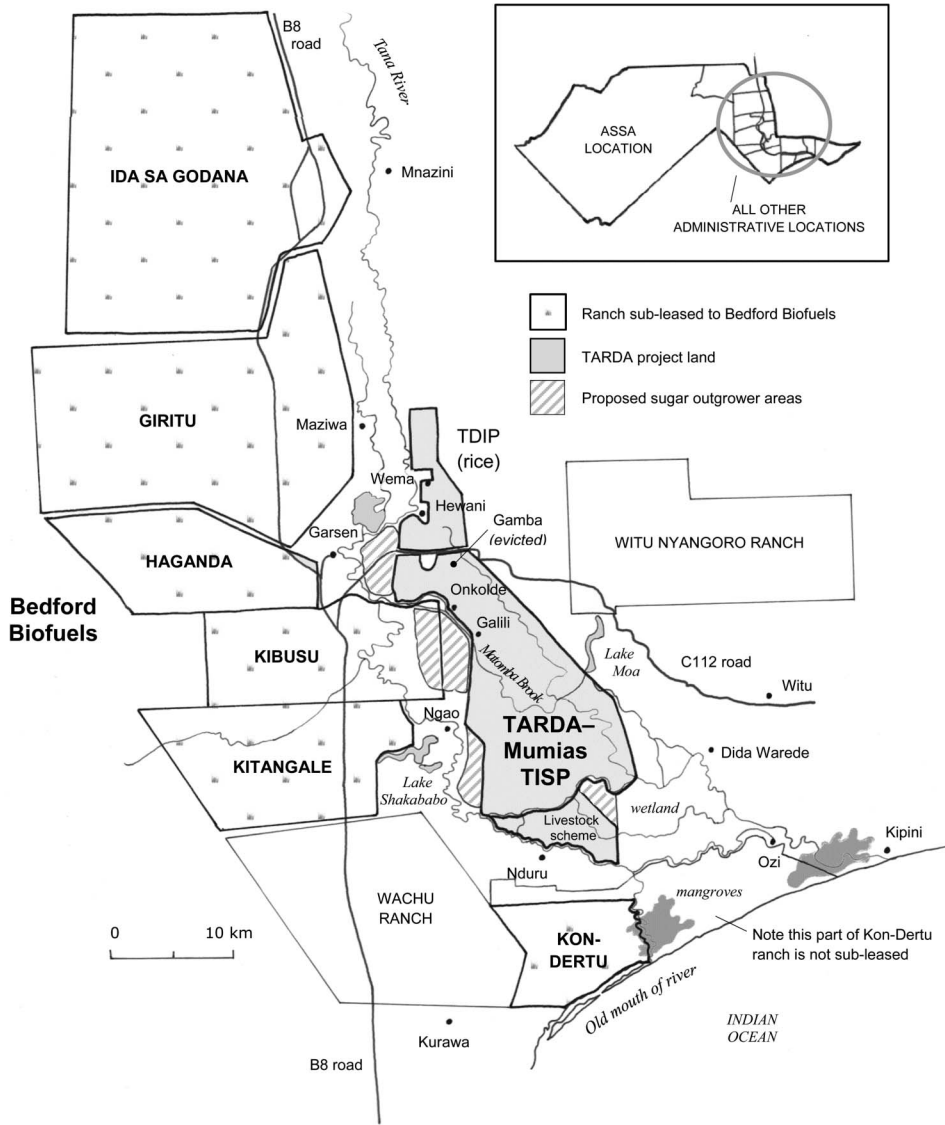 B8
road
Tana River
Mnazini
IDA SA GODANA
ASSA
LOCATION
ALL OTHER
ADMINISTRATIVE LOCATIONS
Ranch sub-leased to Bedford Biofuels
TARDA project land
Proposed sugar outgrower areas
GIRITU
Maziwa
TDIP
(rice)
Wema
Hewani
Gamba
(evicted)
Garsen
HAGANDA
WITU NYANGORO RANCH
Onkolde
Bedford
Biofuels
Galili
KIBUSU
Matomba Brook
Lake
Moa
C112 road
Witu
Ngao
TARDA–
Mumias
TISP
Dida Warede
KITANGALE
Lake
Shakababo
wetland
Livestock
scheme
Kipini
Ozi
Nduru
WACHU
RANCH
mangroves
0 10 km
KON-
DERTU
Note this part of Kon-Dertu
ranch is not sub-leased
Old mouth of river
INDIAN
OCEAN
Kurawa
B8 road